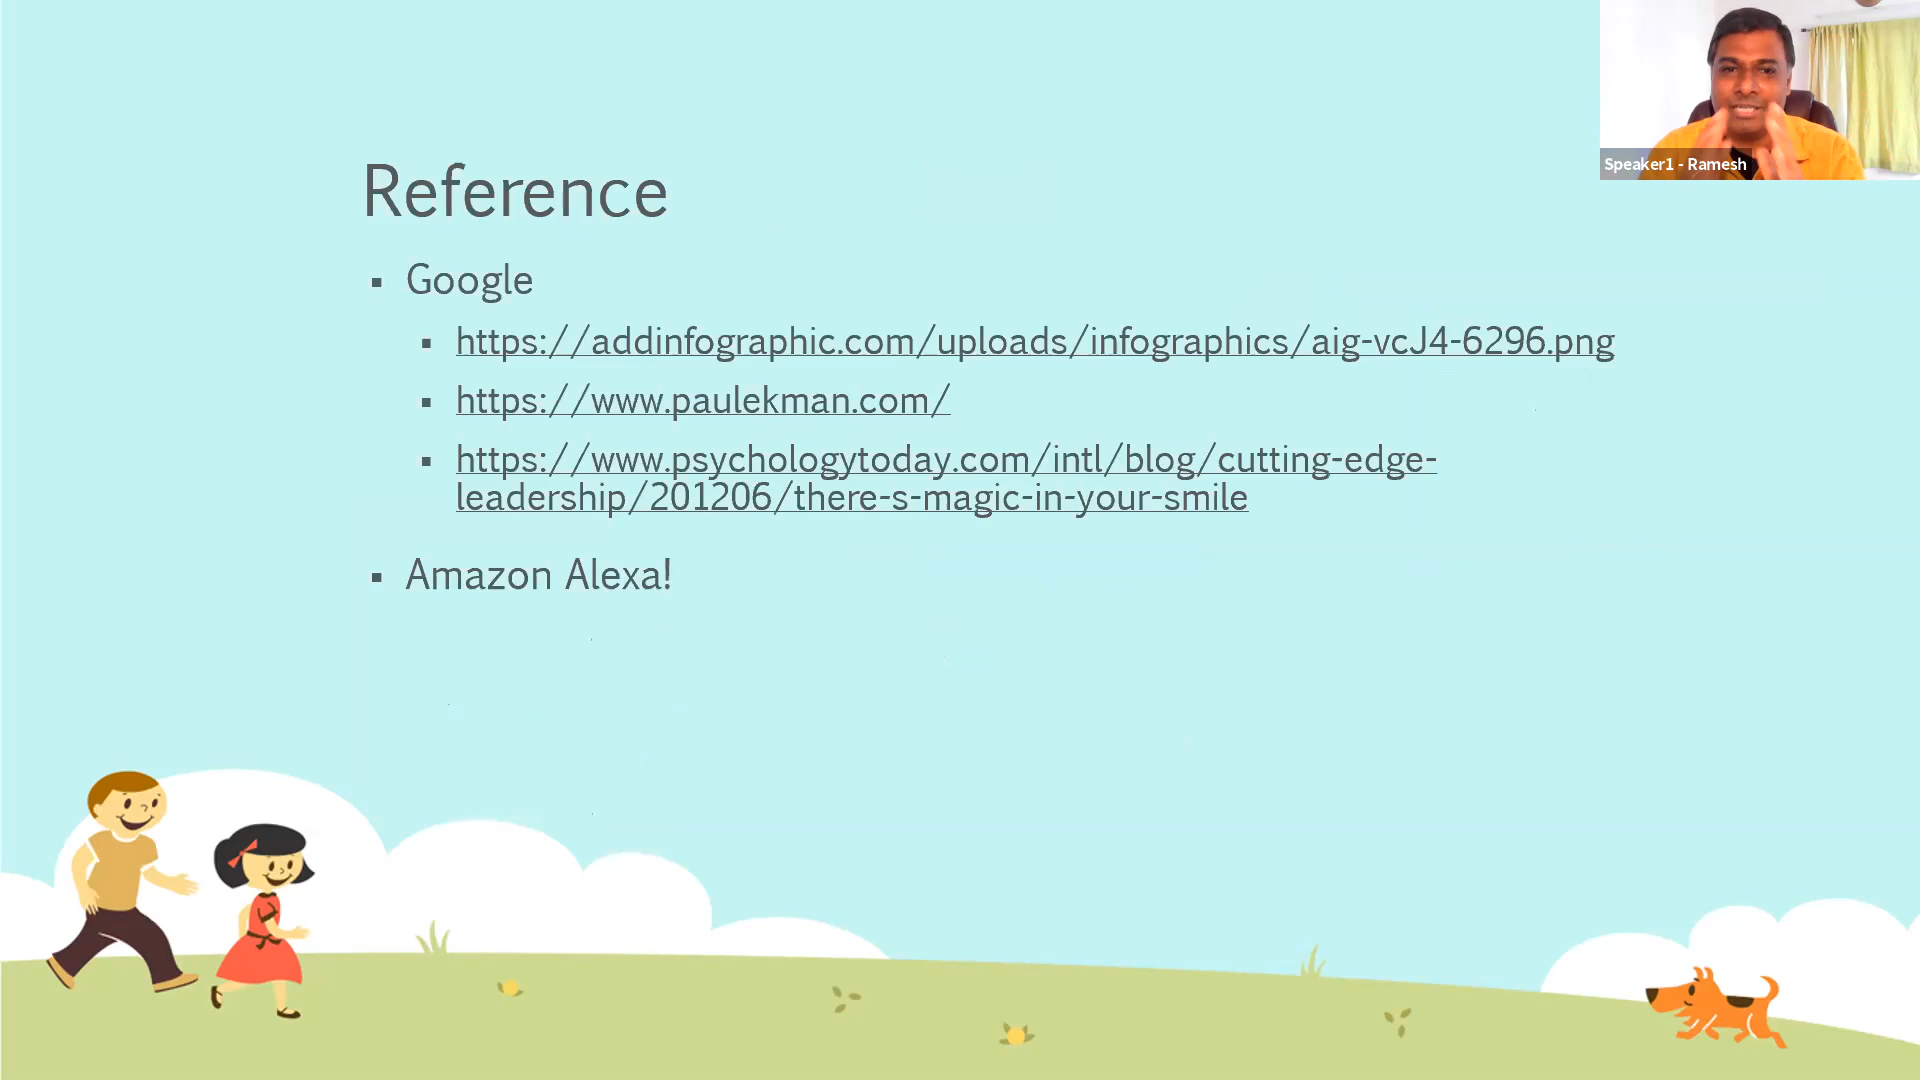 Speaker1 - Ramesh
Reference
Google
https://addinfographic.com/uploads/infographics/aig-vcJ4-6296.png
https://www.paulekman.com/
https://www.psychologytoday.com/intl/blog/cutting-edge-
leadership/201206/there-s-magic-in-your-smile
Amazon Alexa!